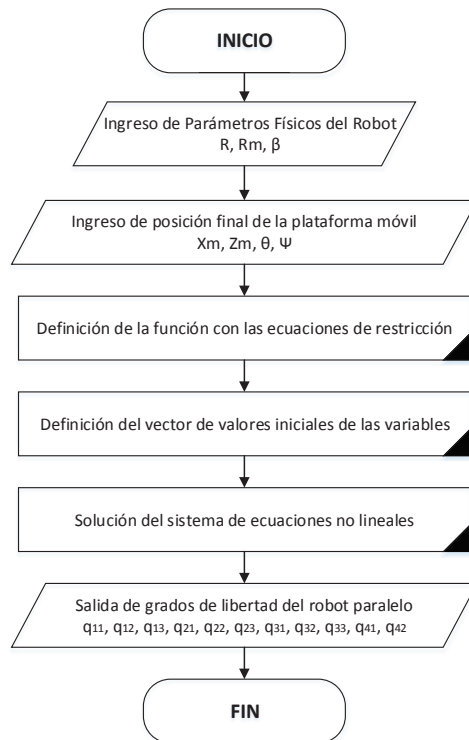 INICIO
Ingreso de Parámetros Físicos del Robot
R, Rm, β
Ingreso de posición final de la plataforma móvil
Xm, Zm, θ, Ψ
Definición de la función con las ecuaciones de restricción
Definición del vector de valores iniciales de las variables
Solución del sistema de ecuaciones no lineales
Salida de grados de libertad del robot paralelo
q11, q12, q13, q21, q22, q23, q31, q32, q33, q41, q42
FIN